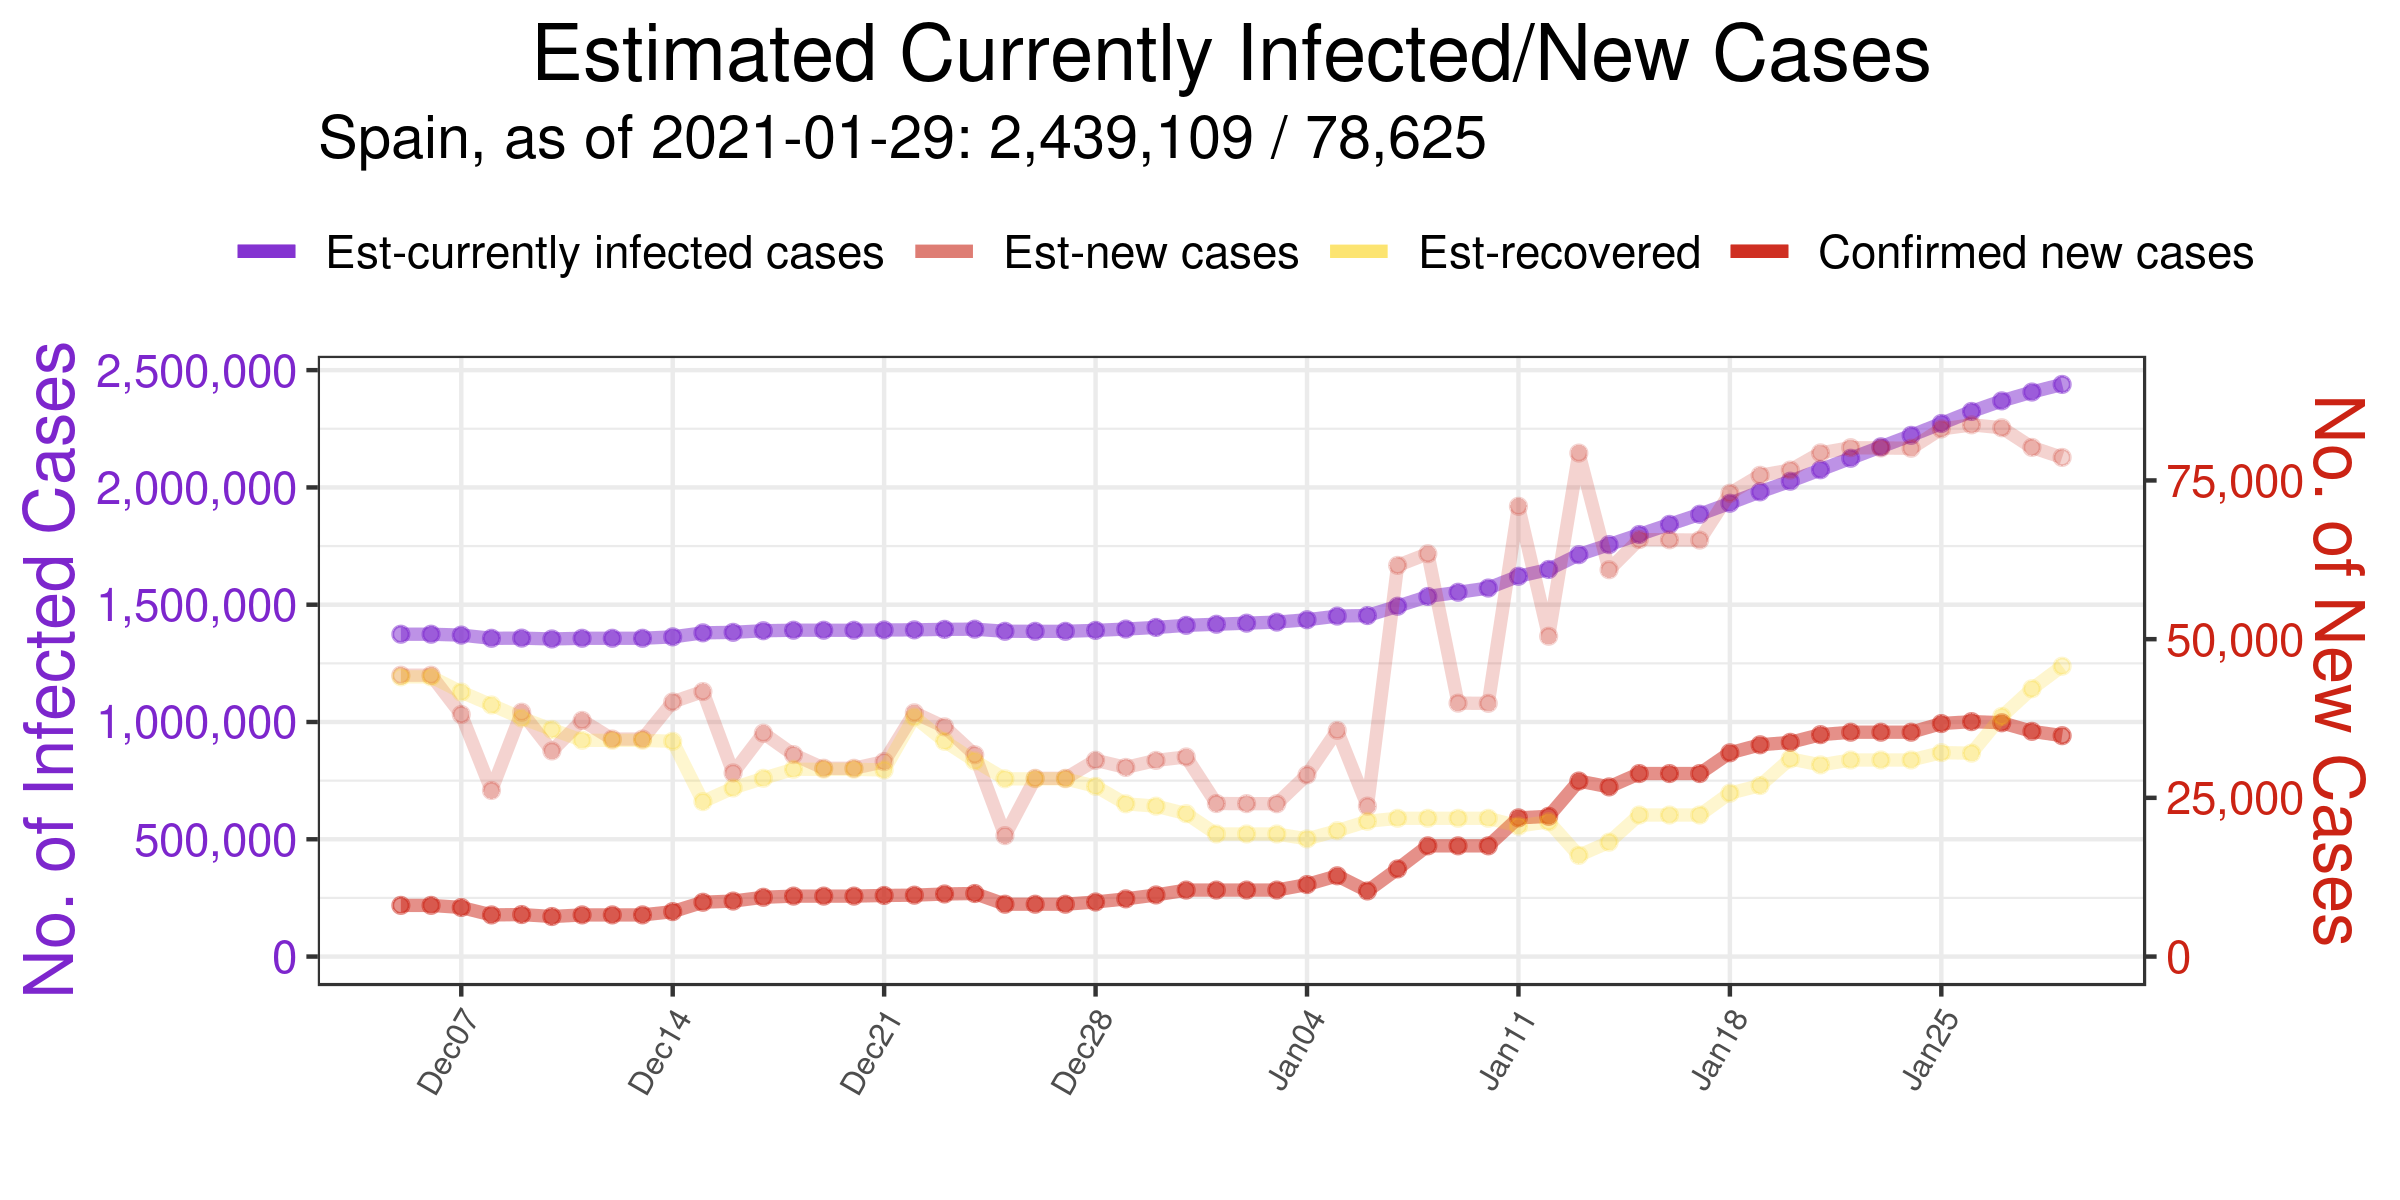 Estimated Currently Infected/New Cases
Spain, as of 2021-01-29: 2,439,109 / 78,625
Est-currently infected cases Est-new cases Est-recovered Confirmed new cases
No. of Infected Cases
2,500,000
2,000,000
1,500,000
1,000,000
500,000
0
75,000
50,000
25,000
0
No. of New Cases
Dec07 Dec14 Dec21 Dec28 Jan04 Jan11 Jan18 Jan25